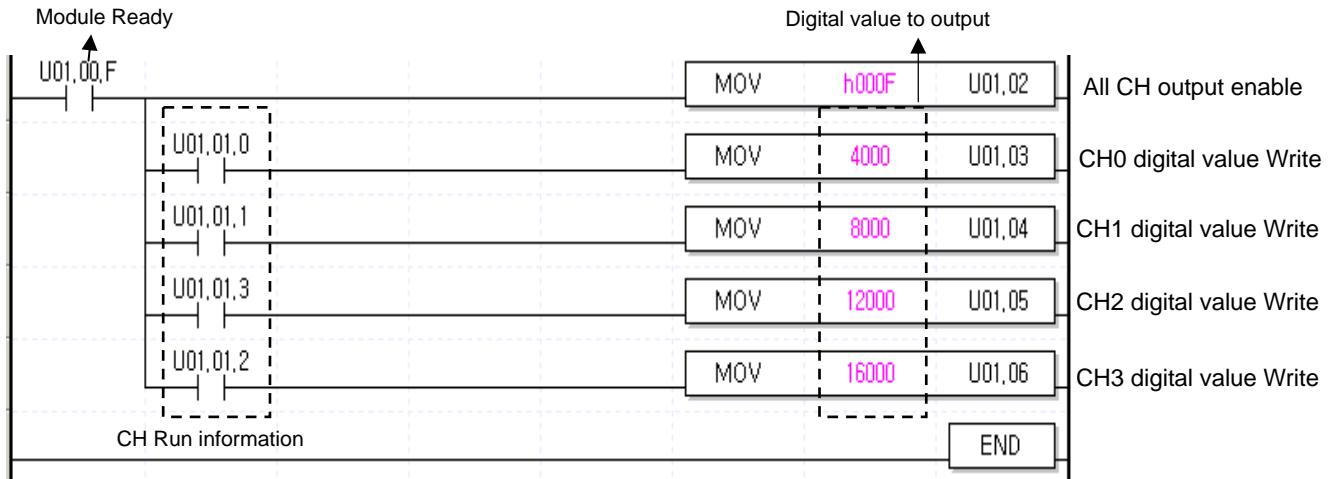 Module Ready Digital value to output
U01,00,F MOV h000F U01,02 All CH output enable
U01,01,0 MOV 4000 U01,03 CH0 digital value Write
U01,01,1 MOV 8000 U01,04 CH1 digital value Write
U01,01,3 MOV 12000 U01,05 CH2 digital value Write
U01,01,2 MOV 16000 U01,06 CH3 digital value Write
CH Run information
END